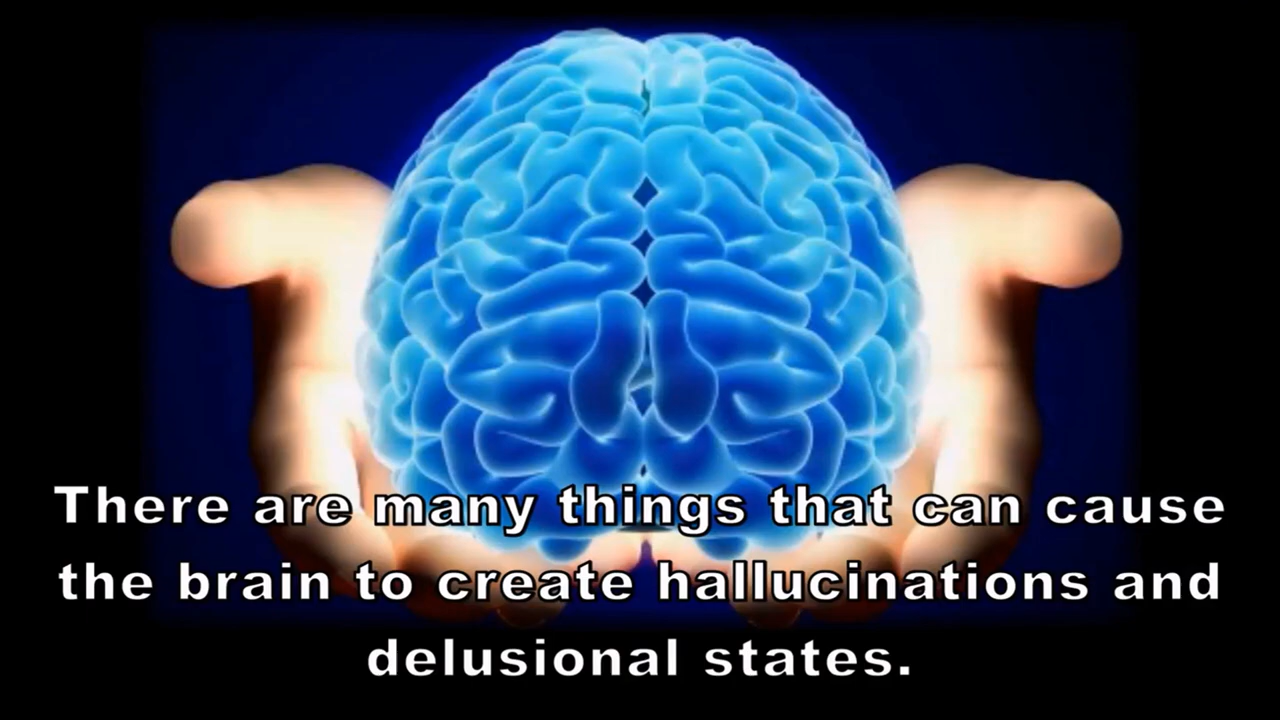 There are many things that can cause
the brain to create hallucinations and
delusional states.